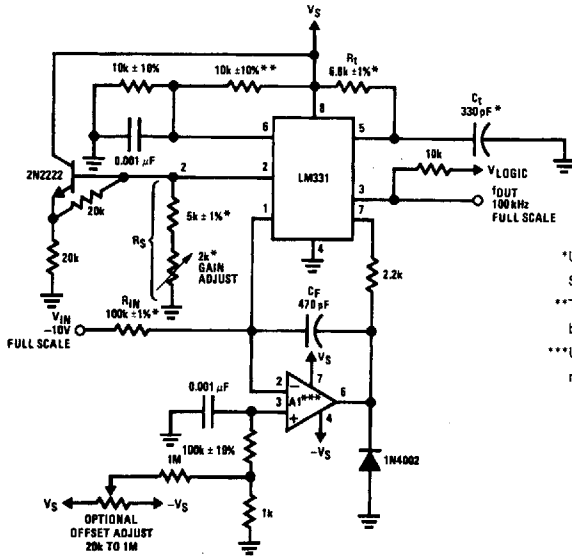 VS
10k ± 10%
10k ±10% **
Rt
6.8k ±1%*
8
Ct
330 pF *
0.001 µF
6
5
2N2222
2
2
LM331
10k
VLOGIC
3
fOUT
100 kHz
FULL SCALE
20k
1
7
5k ± 1% *
4
RS
2k*
GAIN
ADJUST
2.2k
20k
VIN
–10V
FULL SCALE
RIN
100k ±1% *
CF
470 pF
VS
7
0.001 µF
2
–
A1***
6
3
+
4
100k ± 10%
–VS
1N4002
1M
VS
–VS
1k
OPTIONAL
OFFSET ADJUST
20k TO 1M
*U
S
**T
b
***U
r